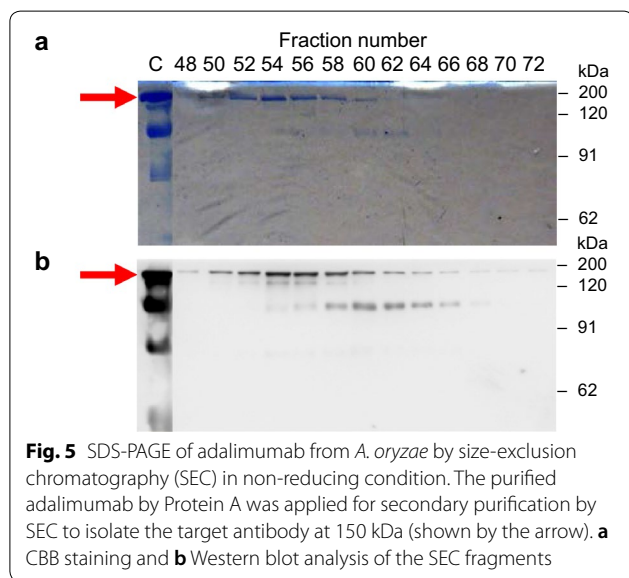 a
Fraction number
C 48 50 52 54 56 58 60 62 64 66 68 70 72
kDa
200
120
91
62
b
kDa
200
120
91
62
Fig. 5 SDS-PAGE of adalimumab from A. oryzae by size-exclusion
chromatography (SEC) in non-reducing condition. The purified
adalimumab by Protein A was applied for secondary purification by
SEC to isolate the target antibody at 150 kDa (shown by the arrow). a
CBB staining and b Western blot analysis of the SEC fragments